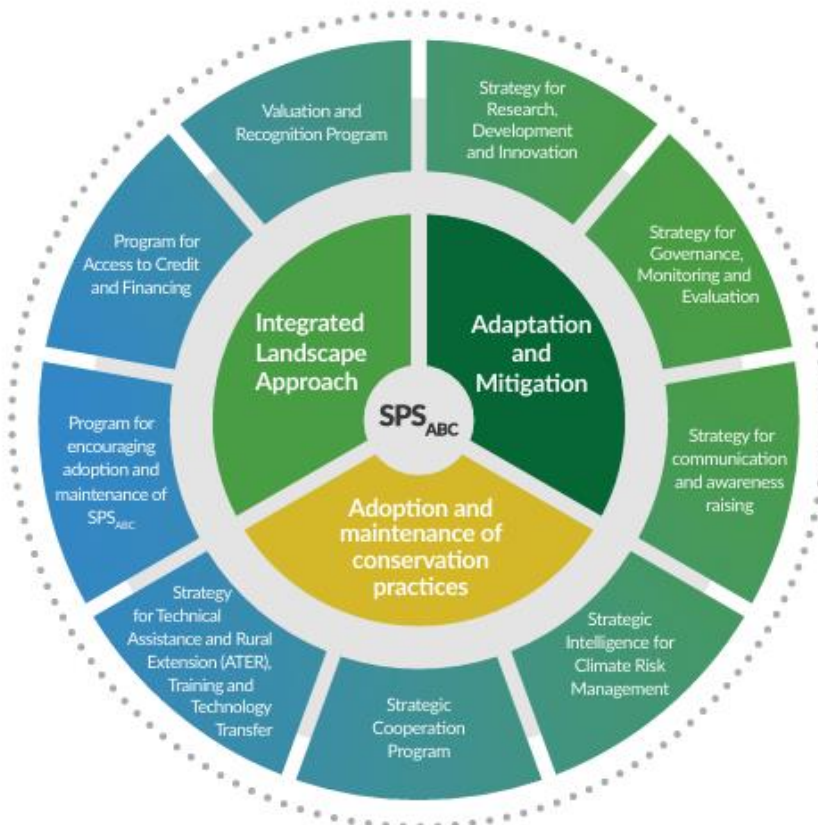 Valuation and
Recognition Program
Strategy for
Research,
Development
and Innovation
Strategy for
Governance,
Monitoring and
Evaluation
Strategy for
communication
and awareness
raising
Strategic
Intelligence for
Climate Risk
Management
Strategic
Cooperation
Program
Strategy
for Technical
Assistance and Rural
Extension (ATER),
Training and
Technology
Transfer
Program for
encouraging
adoption and
maintenance of
SPSABC
Program for
Access to Credit
and Financing
Integrated
Landscape
Approach
Adaptation
and
Mitigation
SPSABC
Adoption and
maintenance of
conservation
practices